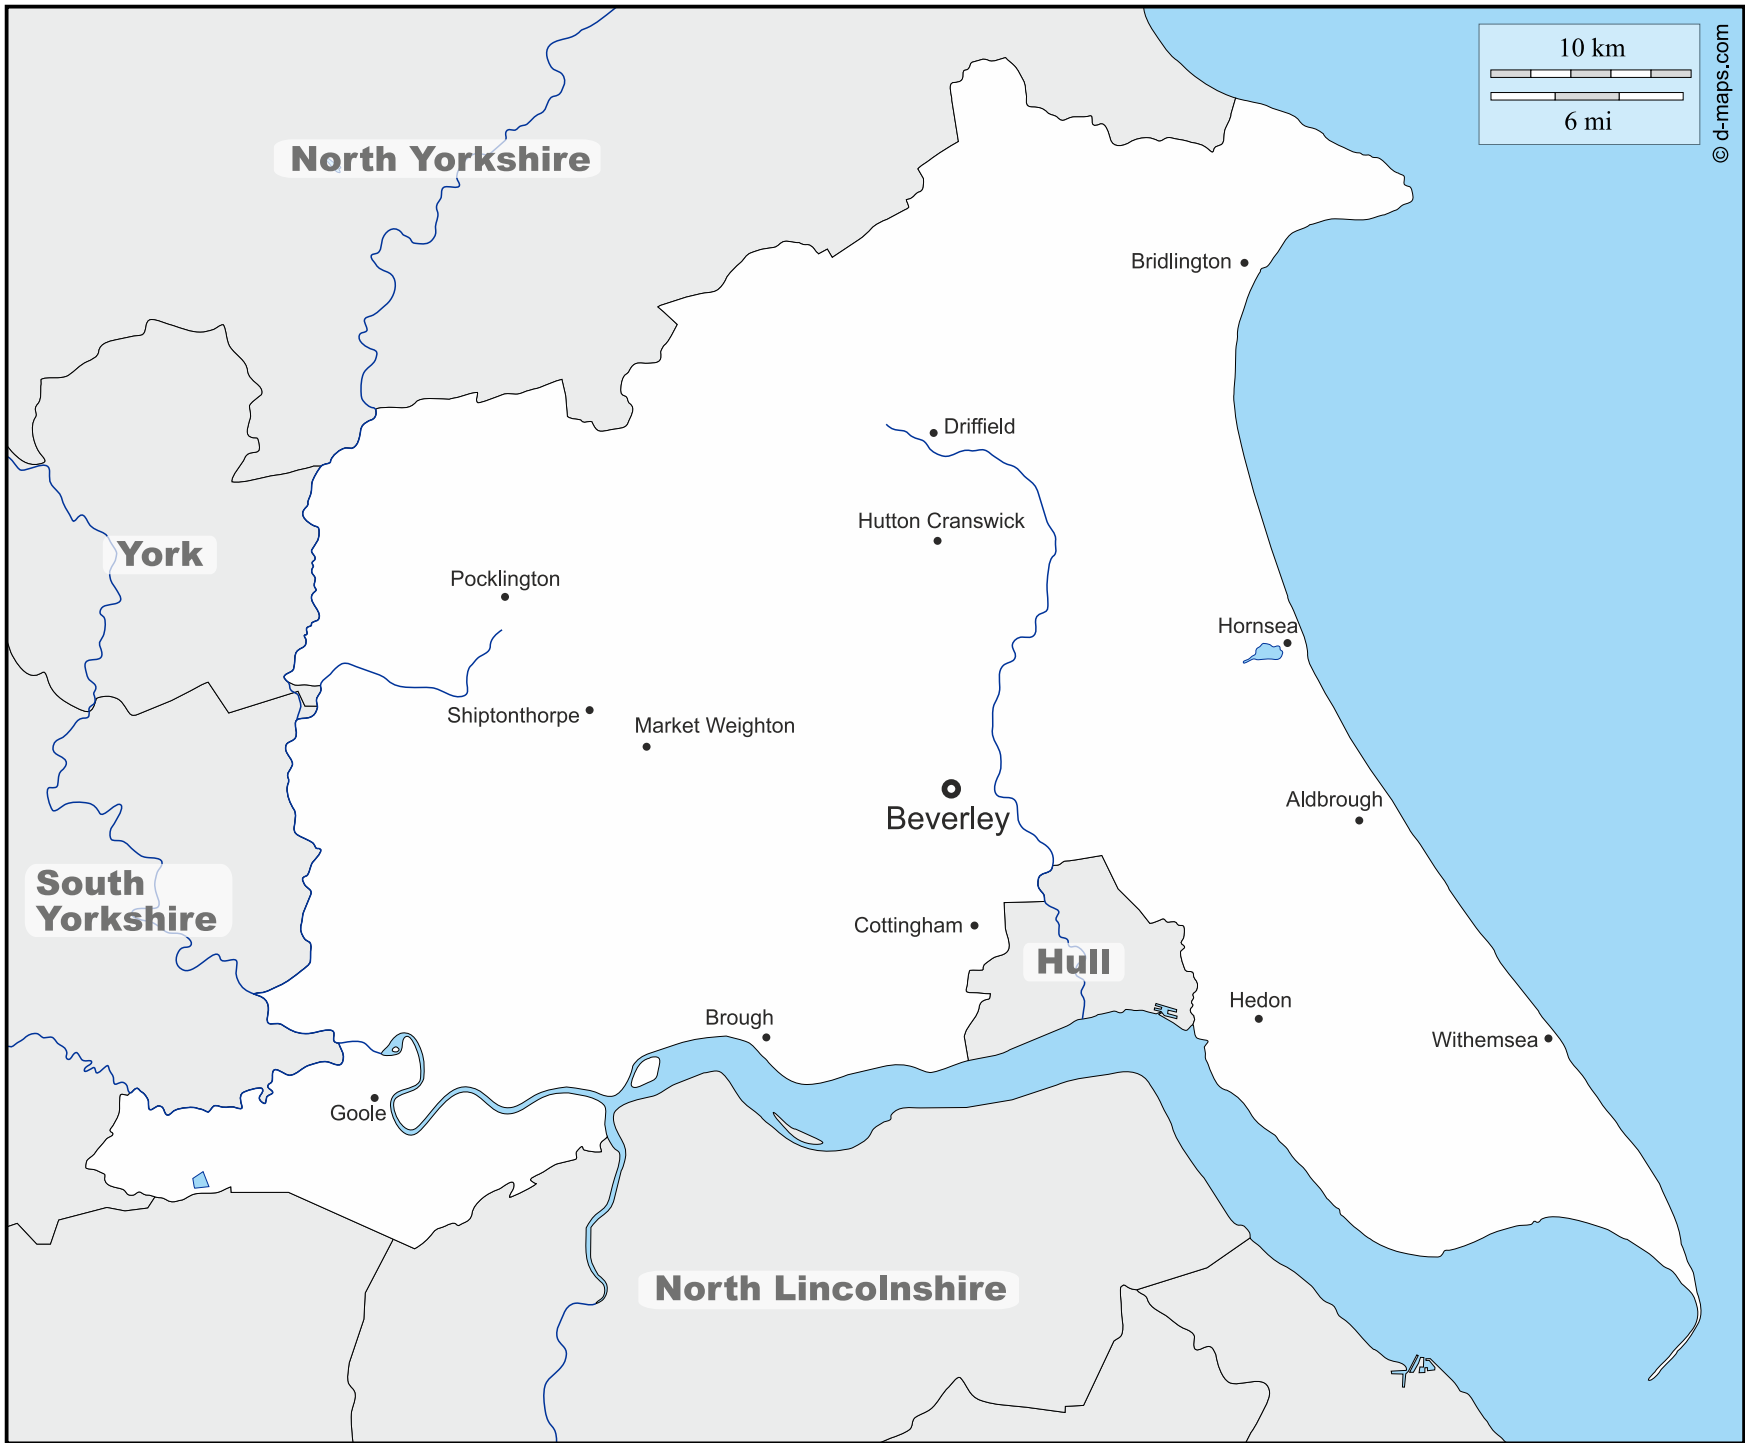 10 km
6 mi
© d-maps.com
North Yorkshire
Bridlington
Driffield
Hutton Cranswick
York
Pocklington
Hornsea
Shiptonthorpe
Market Weighton
Aldbrough
Beverley
South
Yorkshire
Cottingham
Hull
Hedon
Brough
Withemsea
Goole
North Lincolnshire